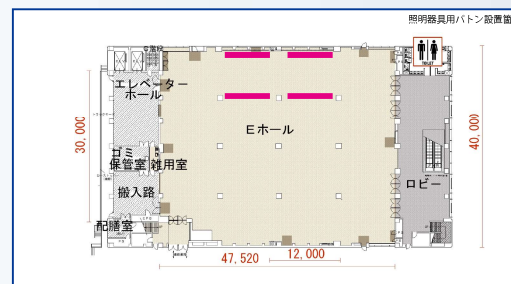 照明器具用バトン設置箇
エレベーター
ホール
Eホール
ゴミ
保管室 雑用室
搬入路
配膳室
ロビー
30,000
40,000
47,520
12,000